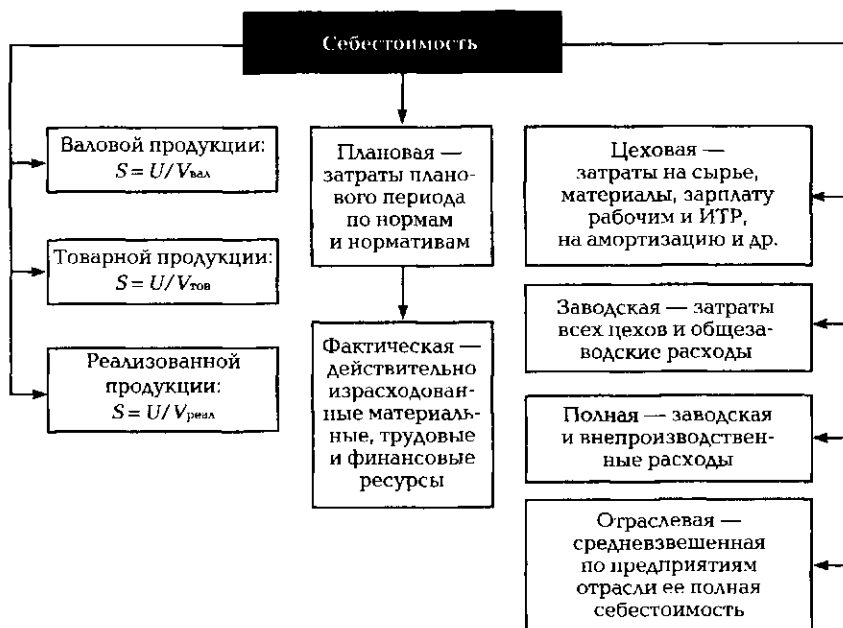 Себестоимость
Валовой продукции:
S = U/Vвал
Товарной продукции:
S = U/Vтов
Реализованной
продукции:
S = U/Vреал
Плановая —
затраты плано-
вого периода
по нормам
и нормативам
Фактическая —
действительно
израсходован-
ные материаль-
ные, трудовые
и финансовые
ресурсы
Цеховая —
затраты на сырье,
материалы, зарплату
рабочим и ИТР,
на амортизацию и др.
Заводская — затраты
всех цехов и общеза-
водские расходы
Полная — заводская
и внепроизводствен-
ные расходы
Отраслевая —
средневзвешенная
по предприятиям
отрасли ее полная
себестоимость